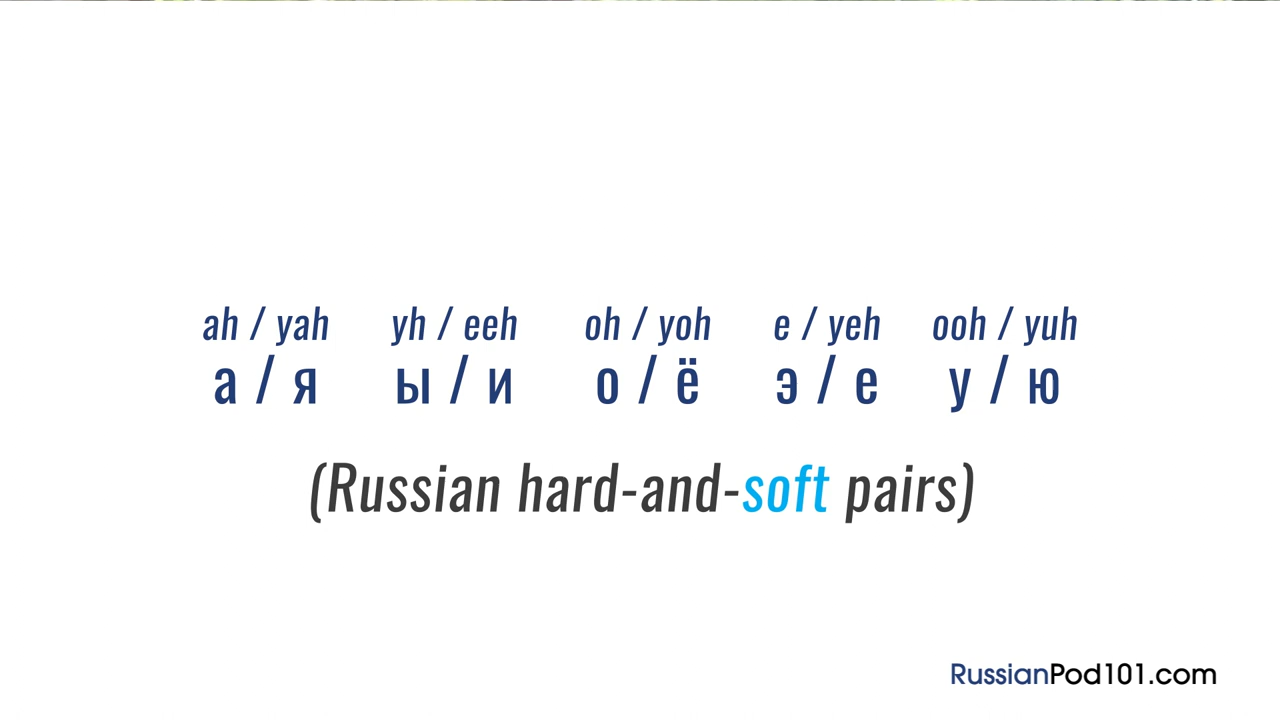 ah / yah yh / eeh oh / yoh e / yeh ooh / yuh
а / я ы / и о / ё э / е у / ю
(Russian hard-and-soft pairs)
RussianPod101.com